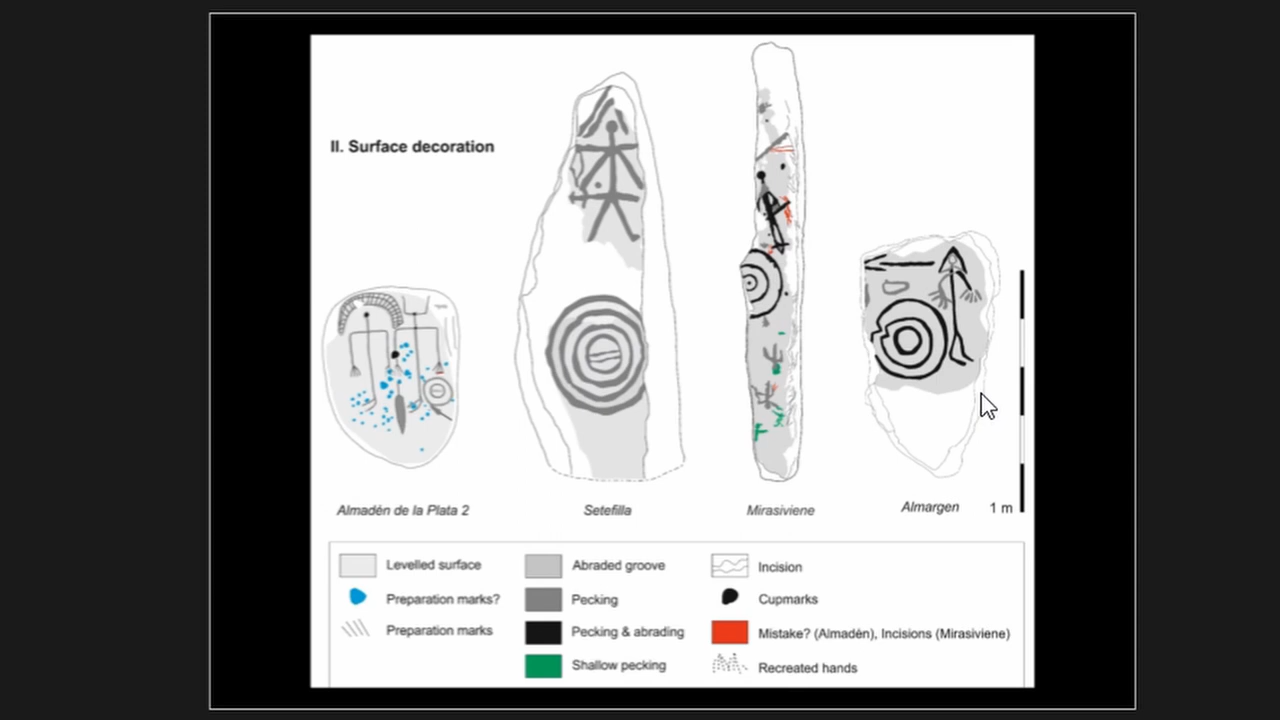 II. Surface decoration
Almadén de la Plata 2
Setefilla
Mirasiviene
Almargen
1 m
Levelled surface
Abraded groove
Incision
Preparation marks?
Pecking
Cupmarks
Preparation marks
Pecking & abrading
Mistake? (Almadén), Incisions (Mirasiviene)
Shallow pecking
Recreated hands